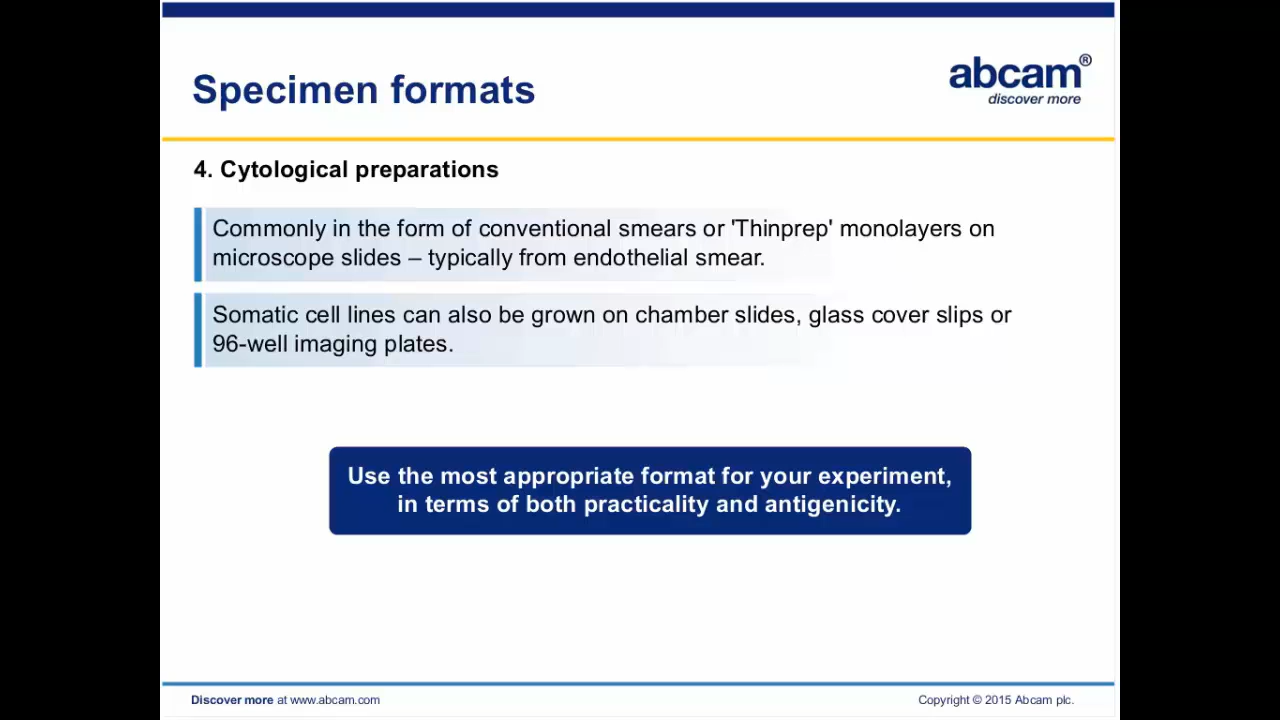 Specimen formats
abcam®
discover more
4. Cytological preparations
Commonly in the form of conventional smears or 'Thinprep' monolayers on
microscope slides – typically from endothelial smear.
Somatic cell lines can also be grown on chamber slides, glass cover slips or
96-well imaging plates.
Use the most appropriate format for your experiment,
in terms of both practicality and antigenicity.
Discover more at www.abcam.com
Copyright © 2015 Abcam plc.